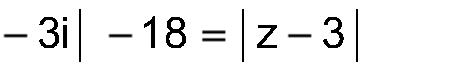 − 3i| − 18 = |z − 3|